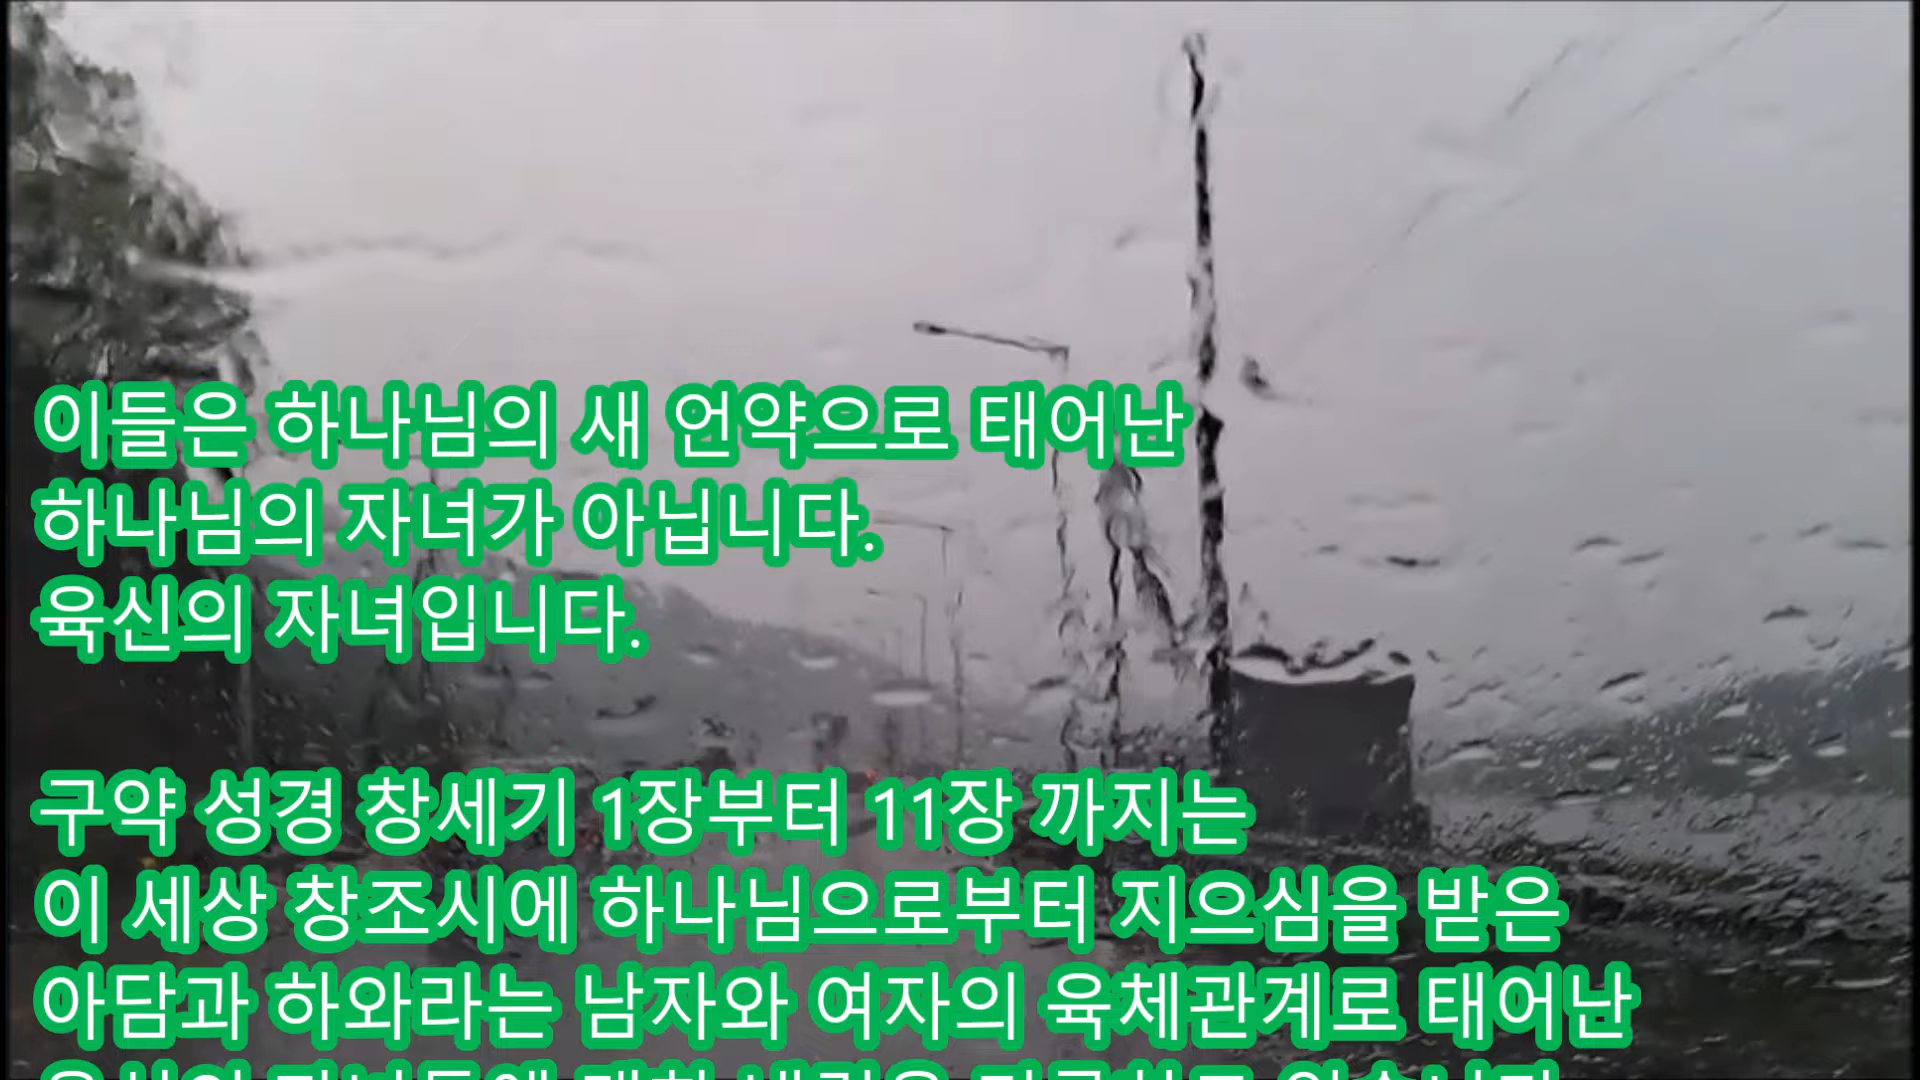 이들은 하나님의 새 언약으로 태어난
하나님의 자녀가 아닙니다.
육신의 자녀입니다.
구약 성경 창세기 1장부터 11장 까지는
이 세상 창조시에 하나님으로부터 지으심을 받은
아담과 하와라는 남자와 여자의 육체관계로 태어난